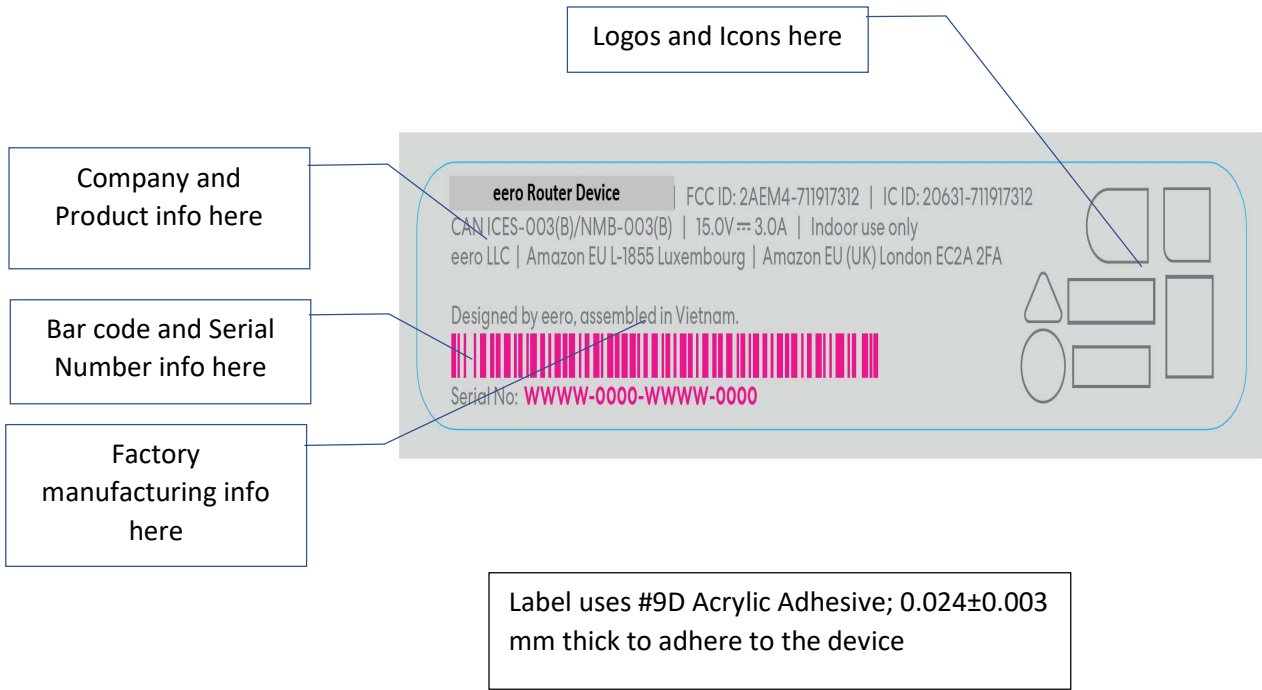 Logos and Icons here
Company and
Product info here
eero Router Device | FCC ID: 2AEM4-711917312 | IC ID: 20631-711917312
CAN ICES-003(B)/NMB-003(B) | 15.0V⎓3.0A | Indoor use only
eero LLC | Amazon EU L-1855 Luxembourg | Amazon EU (UK) London EC2A 2FA
Bar code and Serial
Number info here
Designed by eero, assembled in Vietnam.
Serial No: WWWW-0000-WWWW-0000
Factory
manufacturing info
here
Label uses #9D Acrylic Adhesive; 0.024±0.003
mm thick to adhere to the device